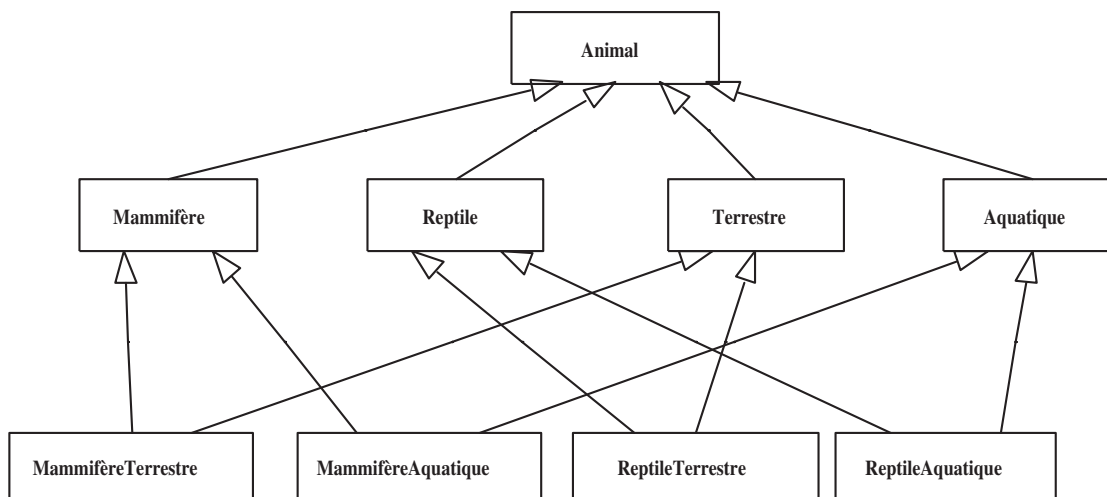 Animal
Mammifère
Reptile
Terrestre
Aquatique
MammifèreTerrestre
MammifèreAquatique
ReptileTerrestre
ReptileAquatique